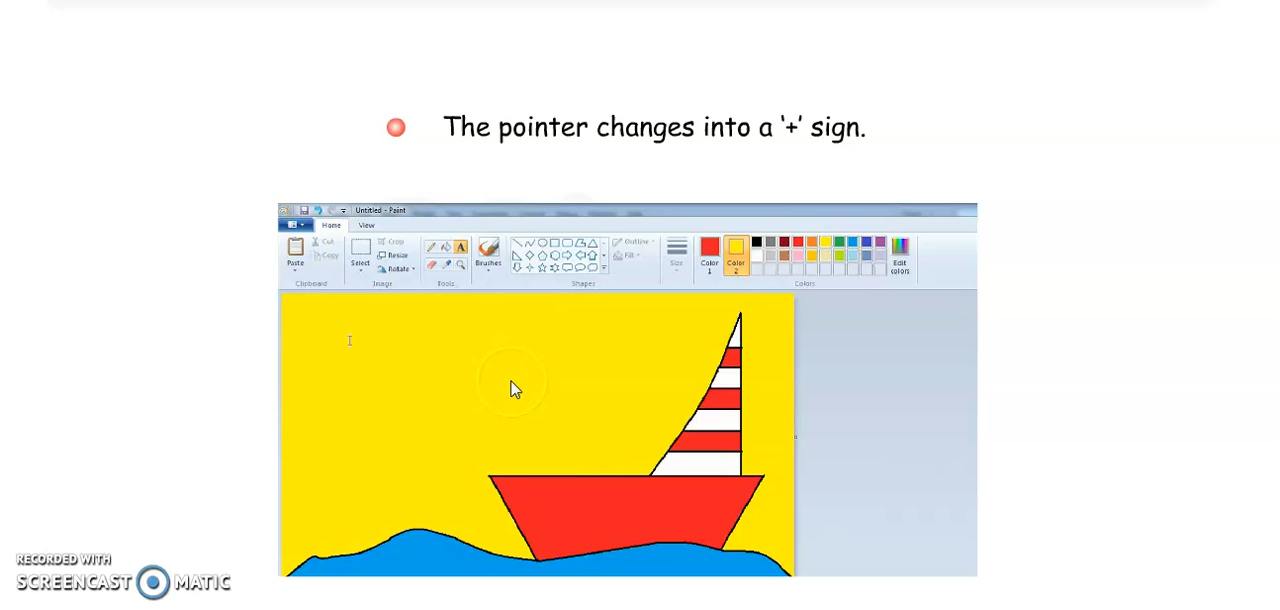 The pointer changes into a ‘+’ sign.
Untitled - Paint
Home View
Cut
Copy
Paste
Clipboard
Crop
Resize
Rotate
Select
Image
A
Tools
Brushes
Outline
Fill
Shapes
Size
Color 1
Color 2
Edit colors
Colors
RECORDED WITH
SCREENCAST MATIC